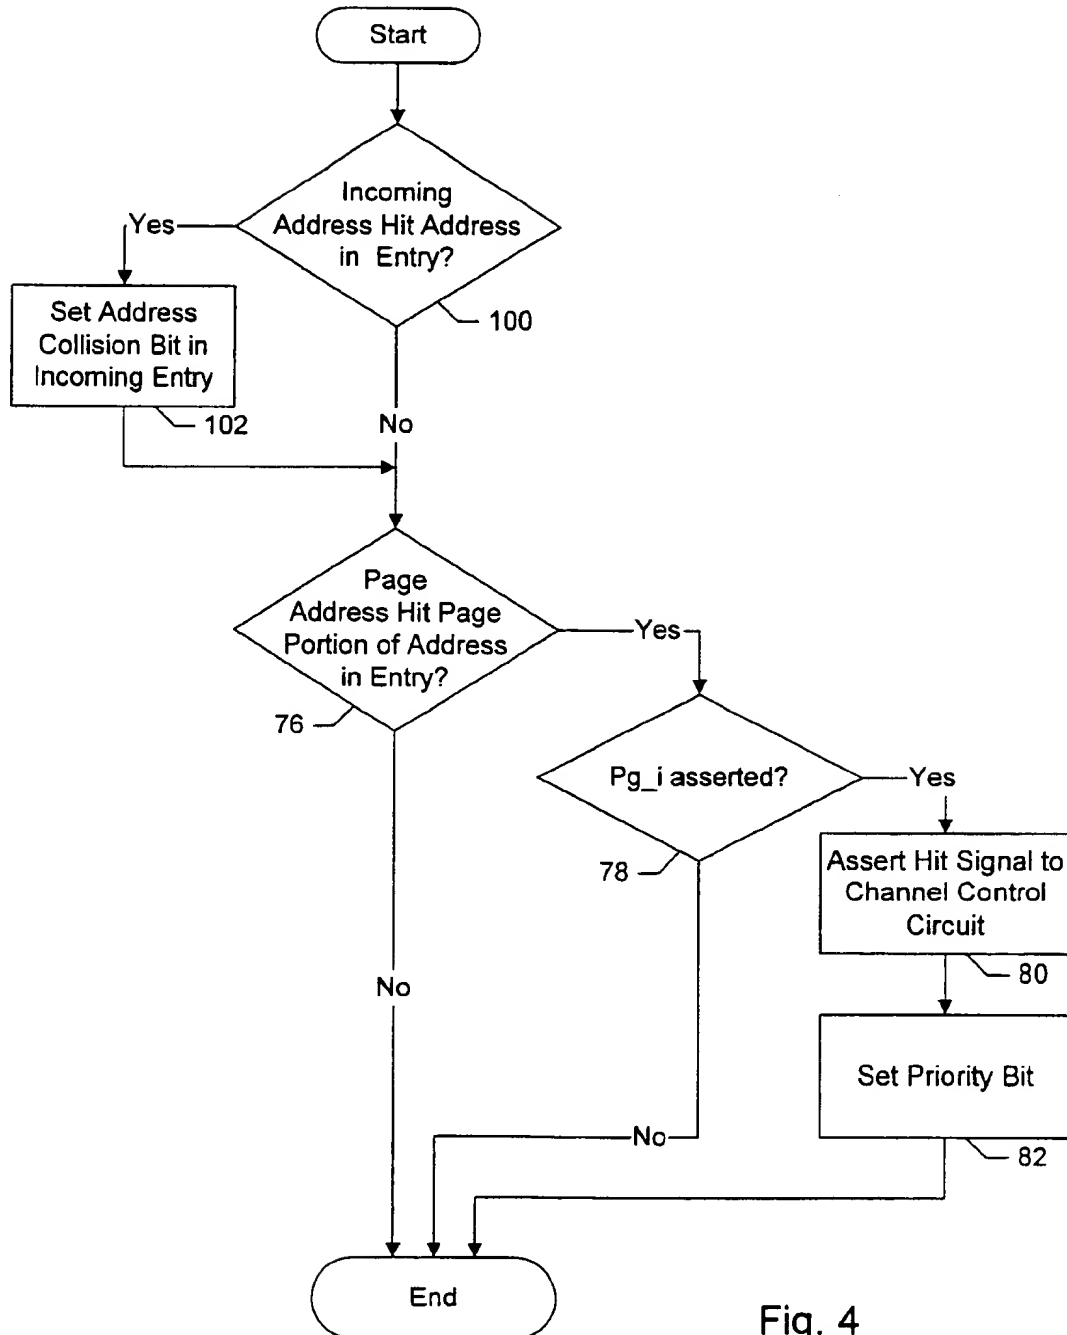 Start
Incoming
Address Hit Address
in Entry?
100
Yes
Set Address
Collision Bit in
Incoming Entry
102
No
Page
Address Hit Page
Portion of Address
in Entry?
76
Yes
Pg_i asserted?
78
Yes
Assert Hit Signal to
Channel Control
Circuit
80
Set Priority Bit
82
No
No
End
Fig. 4